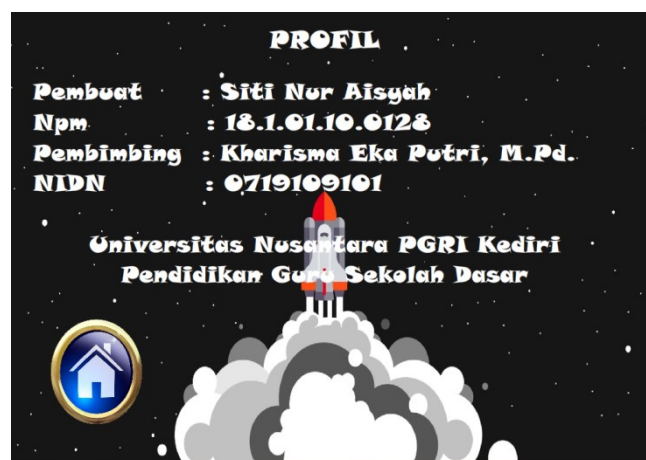 PROFIL
Pembuat : Siti Nur Aisyah
Npm : 18.1.01.10.0128
Pembimbing : Kharisma Eka Putri, M.Pd.
NIDN : 0719109101
Universitas Nusantara PGRI Kediri
Pendidikan Guru Sekolah Dasar